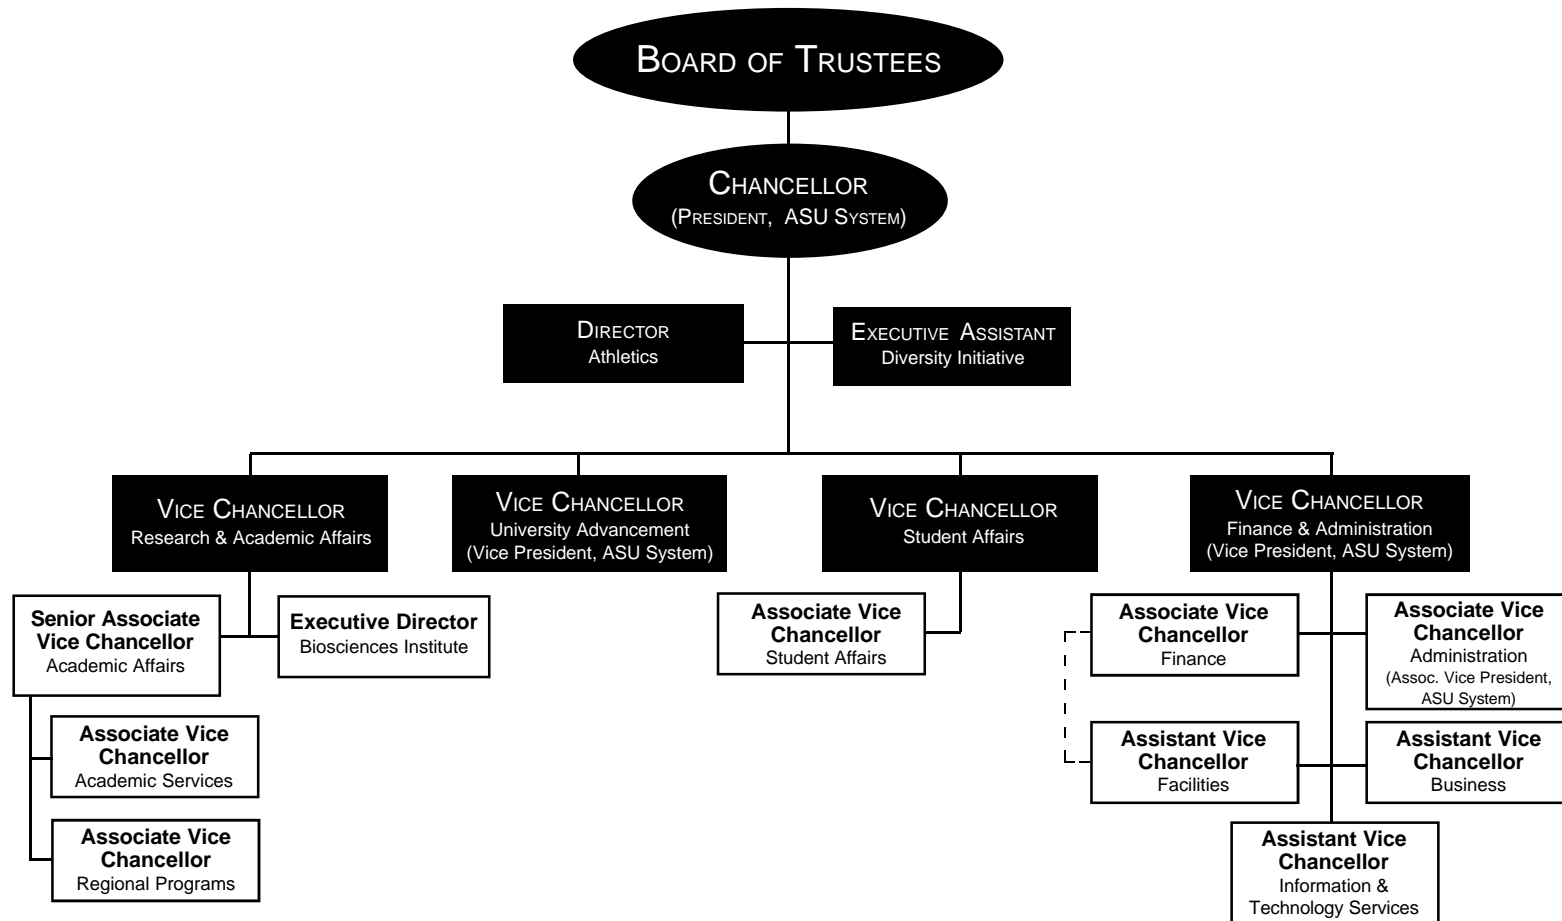 BOARD OF TRUSTEES
CHANCELLOR
(PRESIDENT, ASU SYSTEM)
DIRECTOR
Athletics
EXECUTIVE ASSISTANT
Diversity Initiative
VICE CHANCELLOR
Research & Academic Affairs
VICE CHANCELLOR
University Advancement
(Vice President, ASU System)
VICE CHANCELLOR
Student Affairs
VICE CHANCELLOR
Finance & Administration
(Vice President, ASU System)
Senior Associate
Vice Chancellor
Academic Affairs
Executive Director
Biosciences Institute
Associate Vice
Chancellor
Student Affairs
Associate Vice
Chancellor
Finance
Associate Vice
Chancellor
Administration
(Assoc. Vice President,
ASU System)
Associate Vice
Chancellor
Academic Services
Assistant Vice
Chancellor
Facilities
Assistant Vice
Chancellor
Business
Associate Vice
Chancellor
Regional Programs
Assistant Vice
Chancellor
Information &
Technology Services